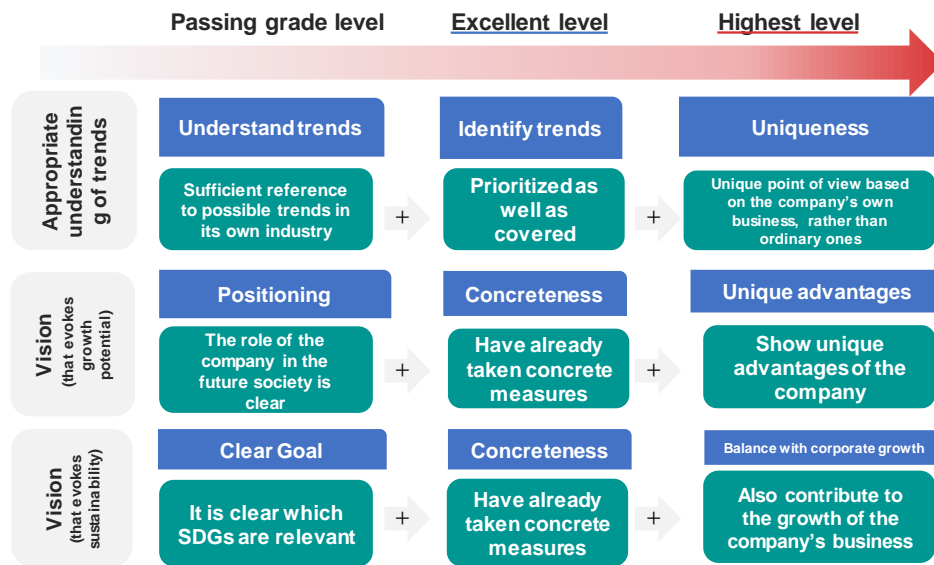 Passing grade level
Excellent level
Highest level
Appropriate
understandin
g of trends
Understand trends
Sufficient reference
to possible trends in
its own industry
+
Identify trends
Prioritized as
well as
covered
+
Uniqueness
Unique point of view based
on the company's own
business, rather than
ordinary ones
Vision
(that evokes
growth
potential)
Positioning
The role of the
company in the
future society is
clear
+
Concreteness
Have already
taken concrete
measures
+
Unique advantages
Show unique
advantages of the
company
Vision
(that evokes
sustainability)
Clear Goal
It is clear which
SDGs are relevant
+
Concreteness
Have already
taken concrete
measures
+
Balance with corporate growth
Also contribute to
the growth of the
company's business